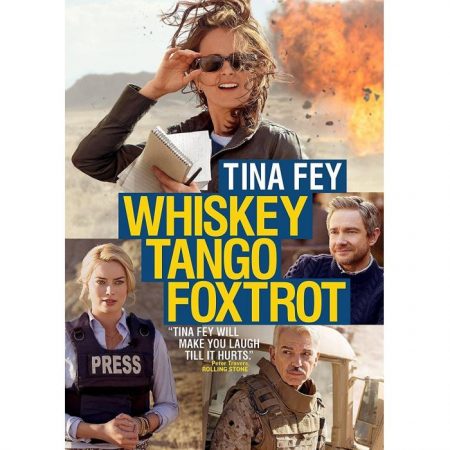 TINA FEY
WHISKEY
TANGO
FOXTROT
PRESS
“TINA FEY WILL
MAKE YOU LAUGH
TILL IT HURTS.”
Peter Travers,
ROLLING STONE